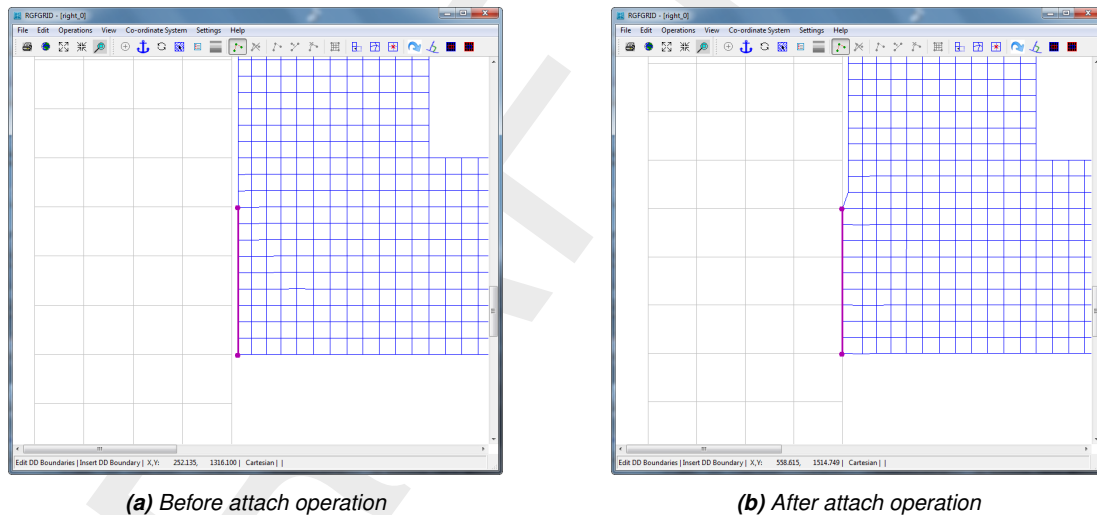 RGFGRID - [right_0]
File Edit Operations View Co-ordinate System Settings Help
Edit DD Boundaries | Insert DD Boundary | X,Y: 252.135, 1316.100 | Cartesian | |
(a) Before attach operation
RGFGRID - [right_0]
File Edit Operations View Co-ordinate System Settings Help
Edit DD Boundaries | Insert DD Boundary | X,Y: 558.615, 1514.749 | Cartesian | |
(b) After attach operation